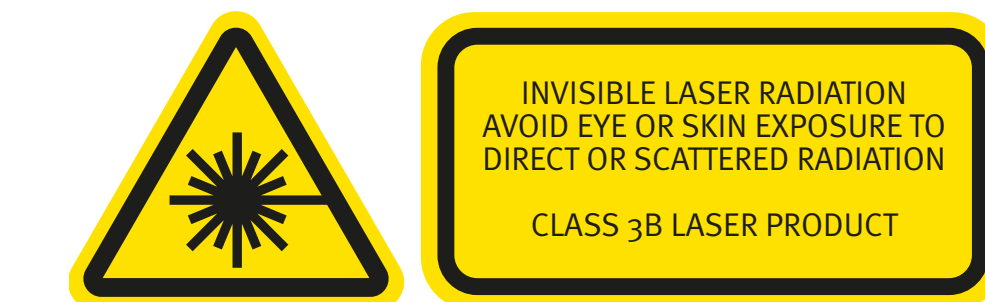 INVISIBLE LASER RADIATION
AVOID EYE OR SKIN EXPOSURE TO
DIRECT OR SCATTERED RADIATION
CLASS 3B LASER PRODUCT